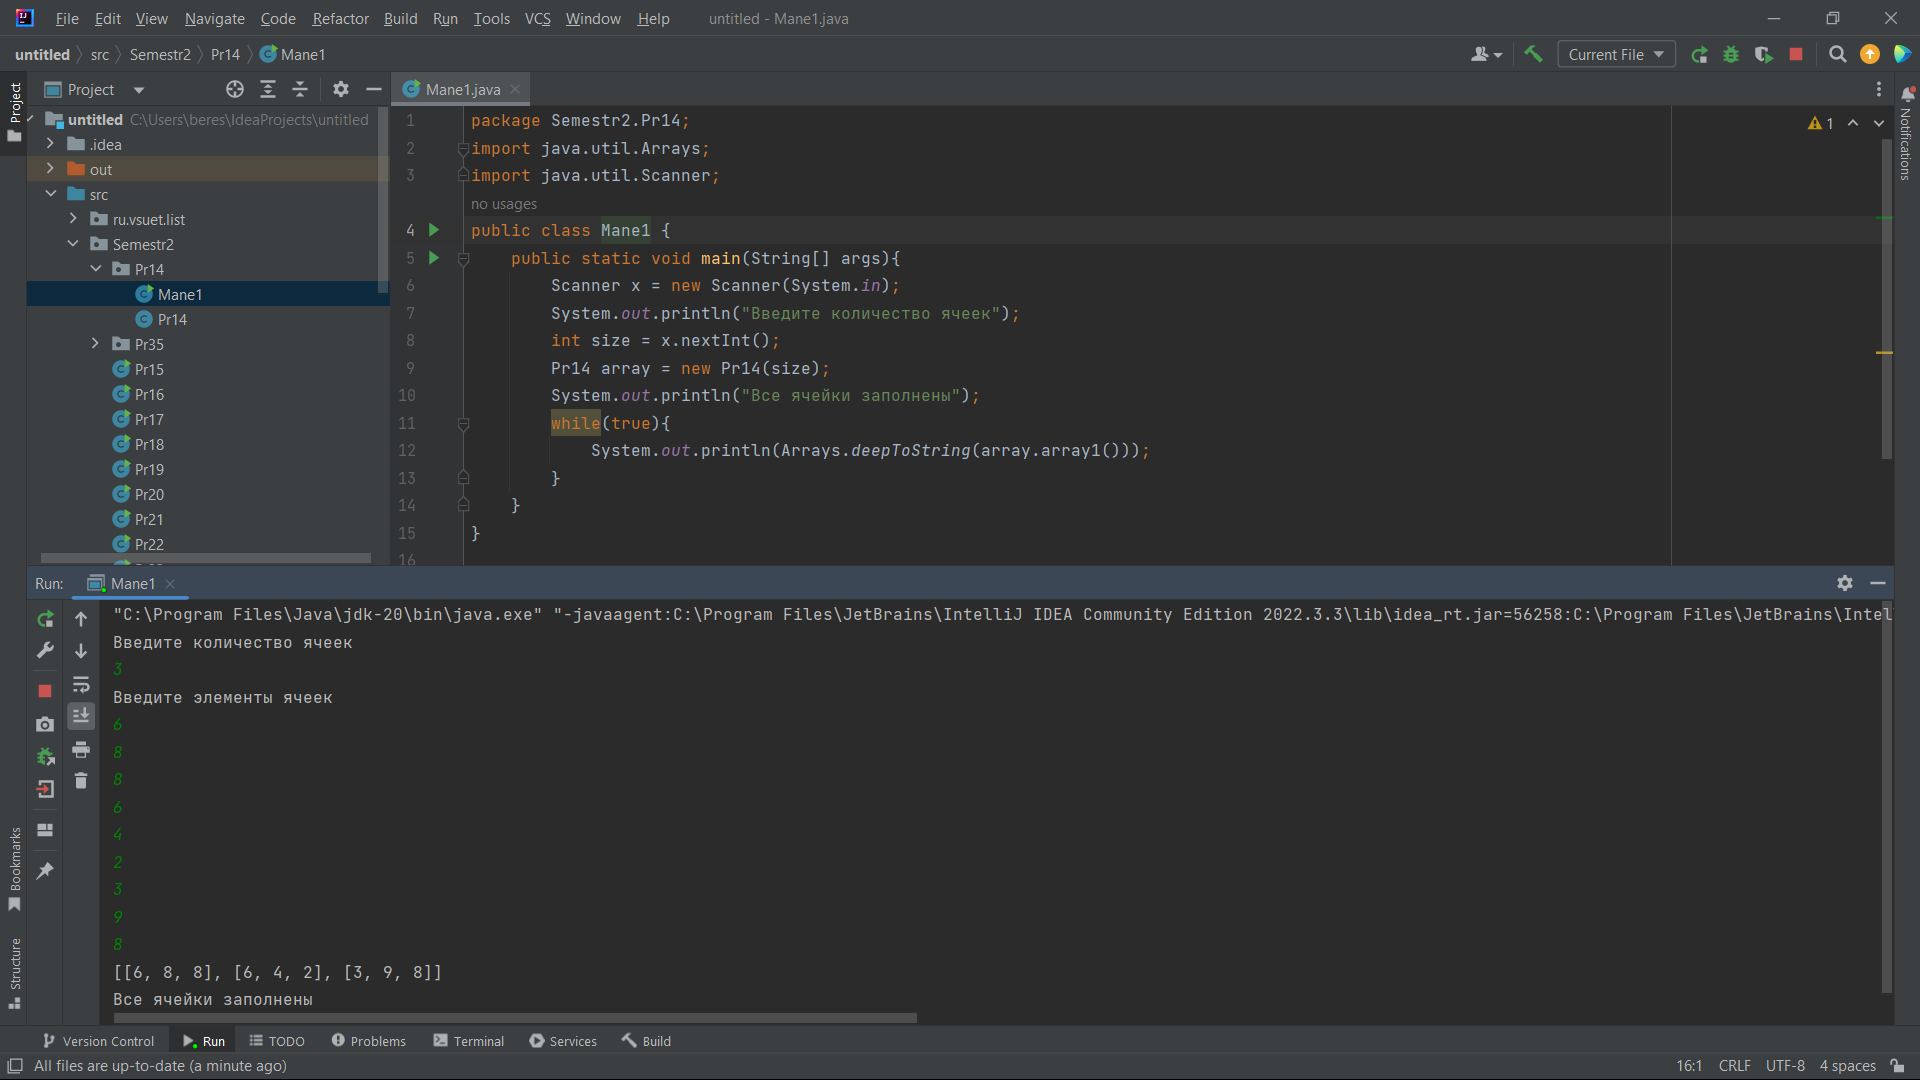 File Edit View Navigate Code Refactor Build Run Tools VCS Window Help untitled - Mane1.java
untitled src Semestr2 Pr14 Mane1 Current File
Project
Project
Mane1.java
untitled C:\Users\beres\IdeaProjects\untitled
.idea
out
src
ru.vsuet.list
Semestr2
Pr14
Mane1
Pr14
Pr35
Pr15
Pr16
Pr17
Pr18
Pr19
Pr20
Pr21
Pr22
1 package Semestr2.Pr14;
2 import java.util.Arrays;
3 import java.util.Scanner;
no usages
4 public class Mane1 {
5 public static void main(String[] args){
6 Scanner x = new Scanner(System.in);
7 System.out.println("Введите количество ячеек");
8 int size = x.nextInt();
9 Pr14 array = new Pr14(size);
10 System.out.println("Все ячейки заполнены");
11 while(true){
12 System.out.println(Arrays.deepToString(array.array1()));
13 }
14 }
15 }
16
1
Notifications
Run: Mane1
"C:\Program Files\Java\jdk-20\bin\java.exe" "-javaagent:C:\Program Files\JetBrains\IntelliJ IDEA Community Edition 2022.3.3\lib\idea_rt.jar=56258:C:\Program Files\JetBrains\Intel
Введите количество ячеек
3
Введите элементы ячеек
6
8
8
6
4
2
3
9
8
[[6, 8, 8], [6, 4, 2], [3, 9, 8]]
Все ячейки заполнены
Bookmarks
Structure
Version Control Run TODO Problems Terminal Services Build
All files are up-to-date (a minute ago) 16:1 CRLF UTF-8 4 spaces